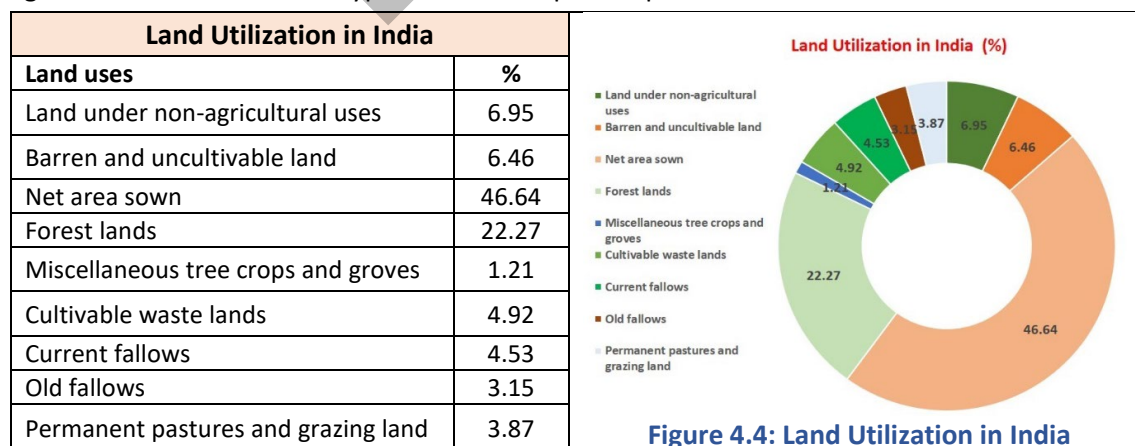 Land Utilization in India
Land uses %
Land under non-agricultural uses 6.95
Barren and uncultivable land 6.46
Net area sown 46.64
Forest lands 22.27
Miscellaneous tree crops and groves 1.21
Cultivable waste lands 4.92
Current fallows 4.53
Old fallows 3.15
Permanent pastures and grazing land 3.87
Land Utilization in India (%)
Land under non-agricultural
uses
Barren and uncultivable land
Net area sown
Forest lands
Miscellaneous tree crops and
groves
Cultivable waste lands
Current fallows
Old fallows
Permanent pastures and
grazing land
6.95
6.46
46.64
22.27
1.21
4.92
4.53
3.15
3.87
Figure 4.4: Land Utilization in India